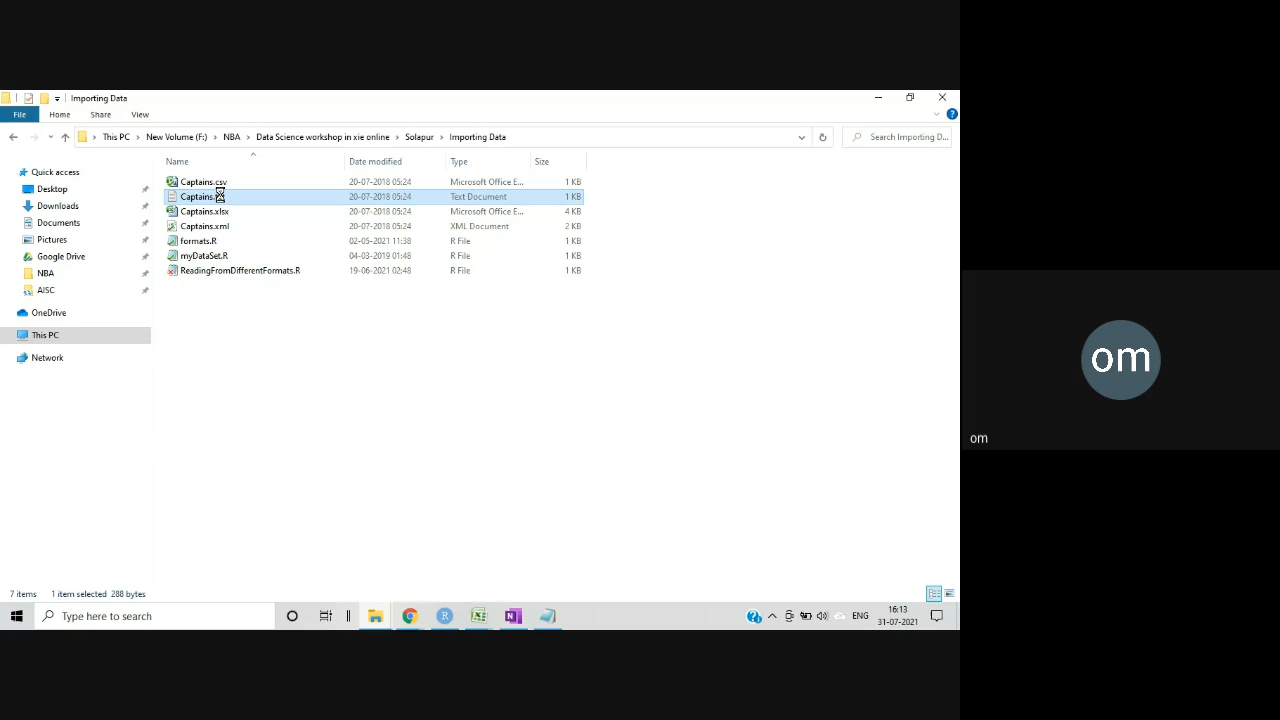 Importing Data
File Home Share View
This PC New Volume (F:) NBA Data Science workshop in xie online Solapur Importing Data
Search Importing D...
Name Date modified Type Size
Quick access
Desktop
Downloads
Documents
Pictures
Google Drive
NBA
AISC
OneDrive
This PC
Network
Captains.csv 20-07-2018 05:24 Microsoft Office E... 1 KB
20-07-2018 05:24 Text Document 1 KB
Captains.xlsx 20-07-2018 05:24 Microsoft Office E... 4 KB
Captains.xml 20-07-2018 05:24 XML Document 2 KB
formats.R 02-05-2021 11:38 R File 1 KB
myDataSet.R 04-03-2019 01:48 R File 1 KB
ReadingFromDifferentFormats.R 19-06-2021 02:48 R File 1 KB
7 items 1 item selected 288 bytes
Type here to search
ENG
16:13
31-07-2021
om
om